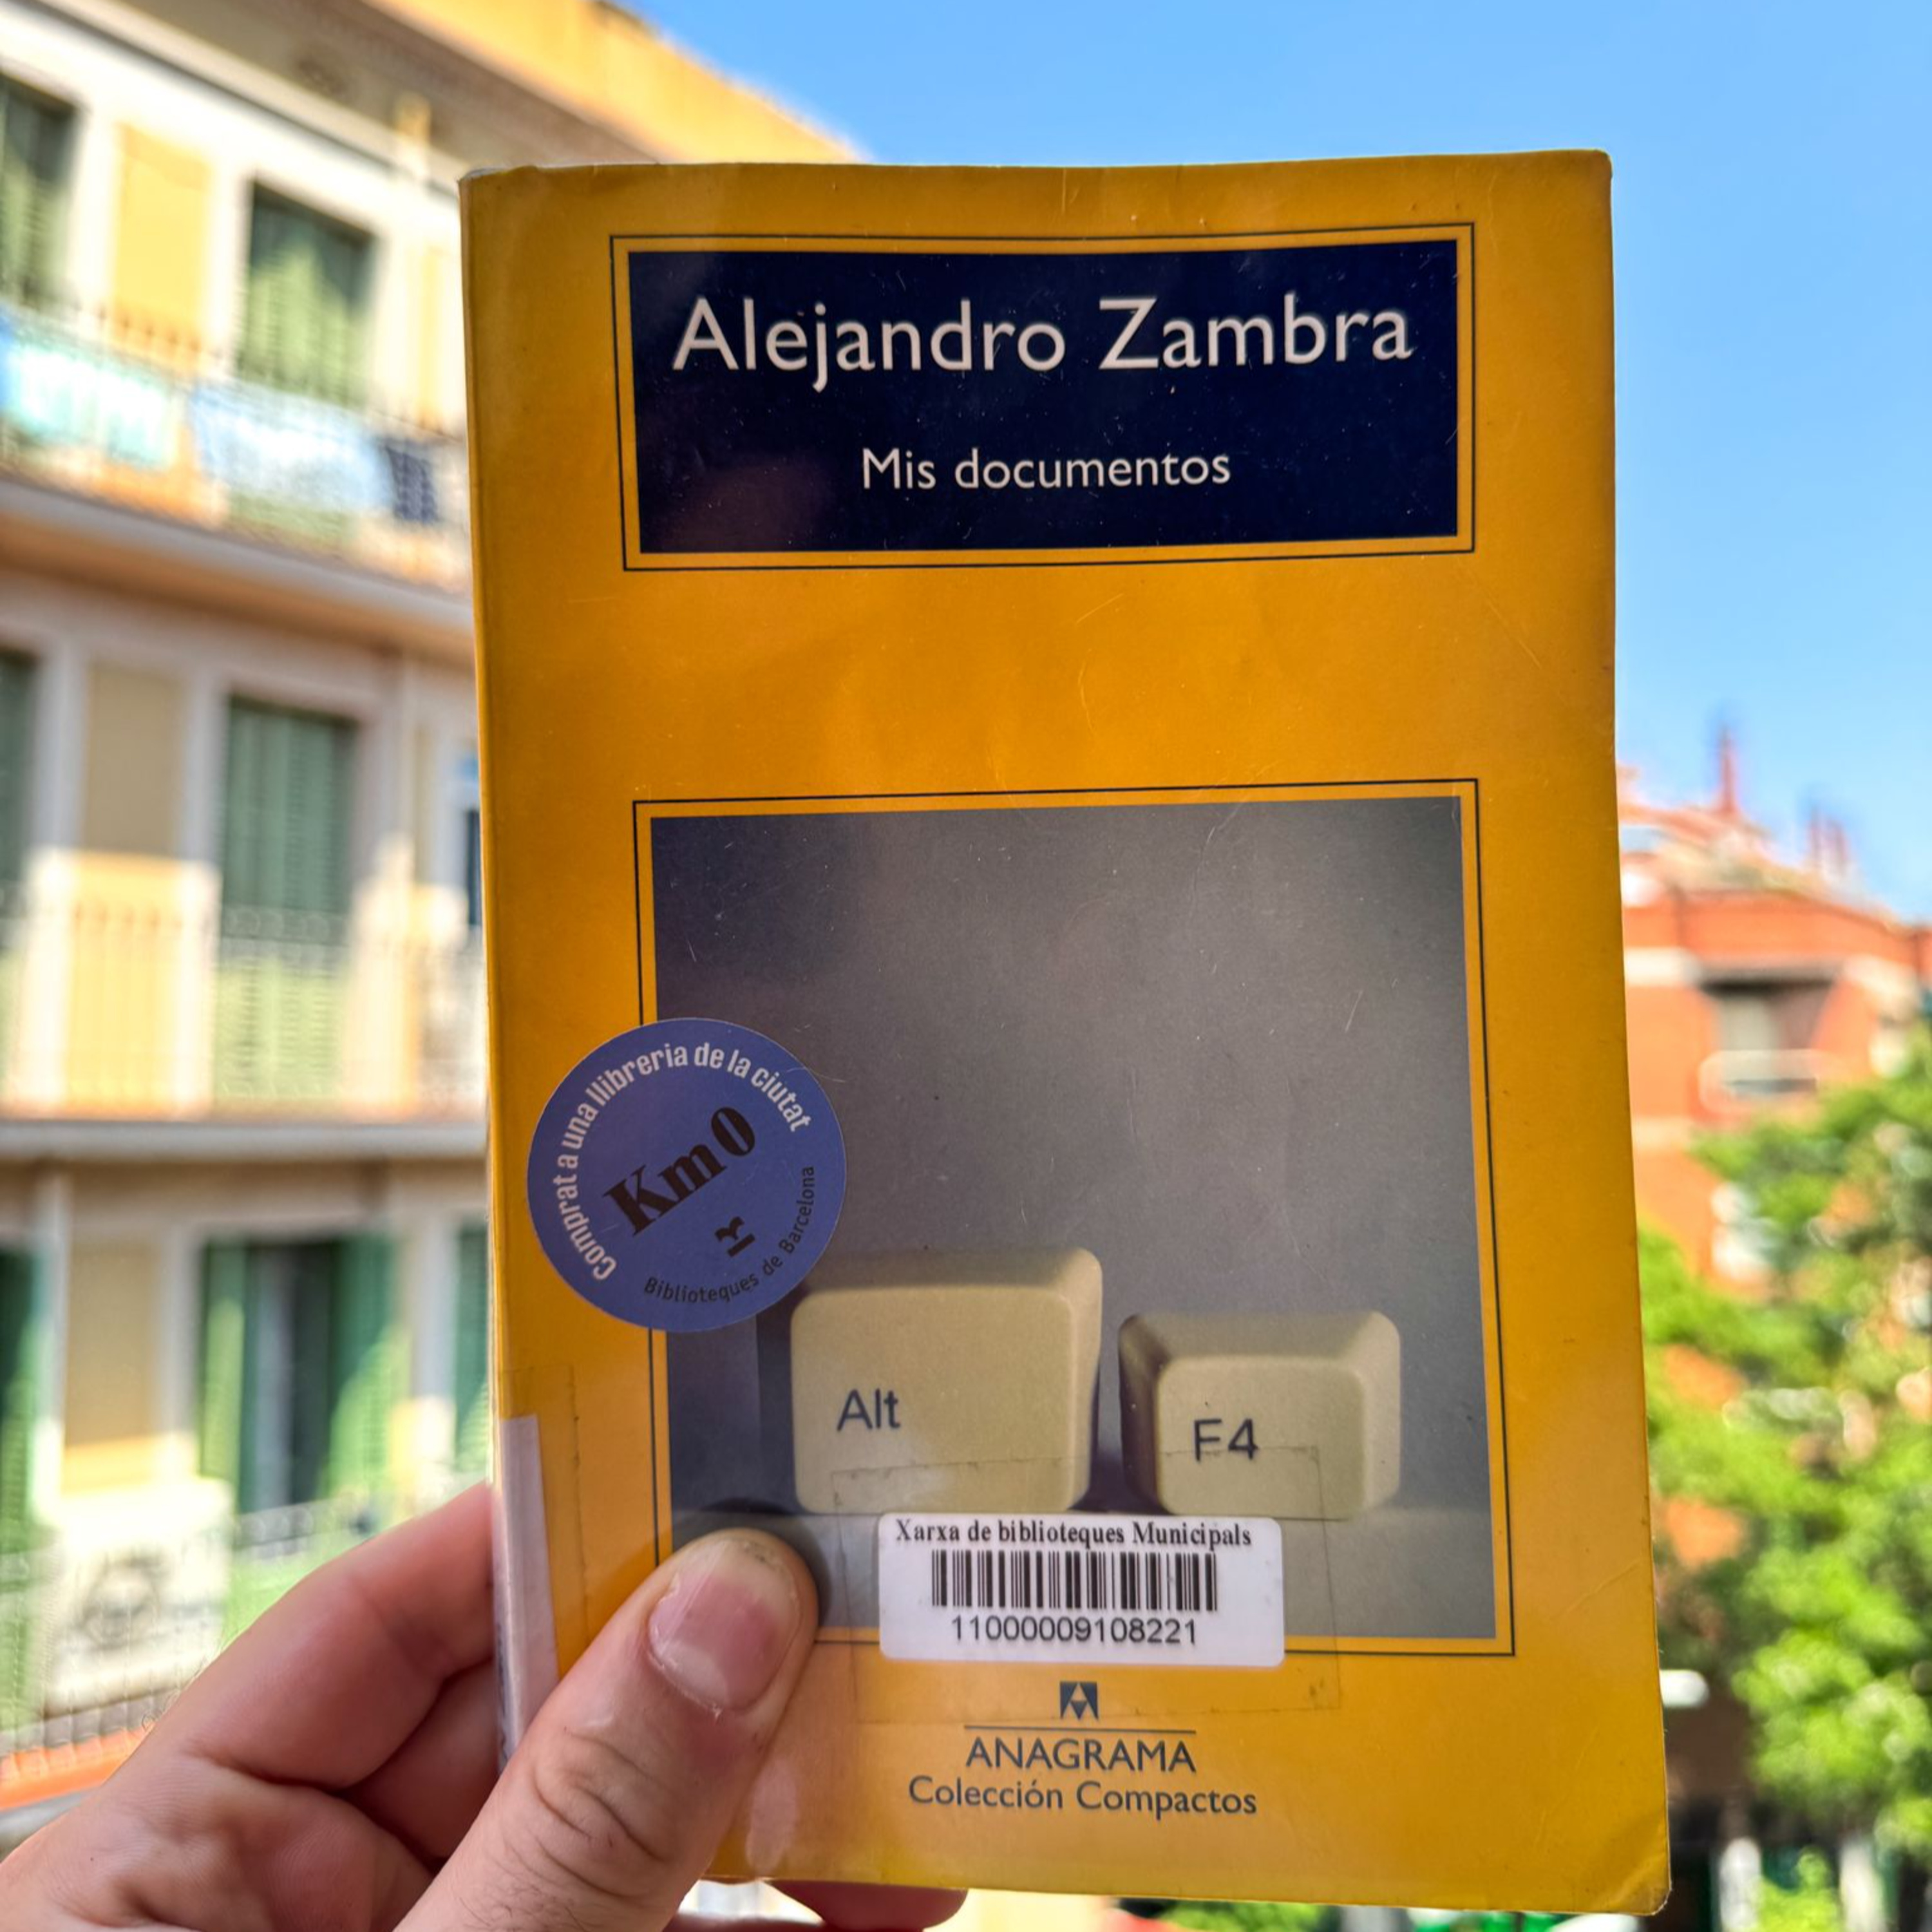 Alejandro Zambra
Mis documentos
Comprat a una llibreria de la ciutat
Km0
Biblioteques de Barcelona
Alt
F4
Xarxa de biblioteques Municipals
11000009108221
ANAGRAMA
Colección Compactos